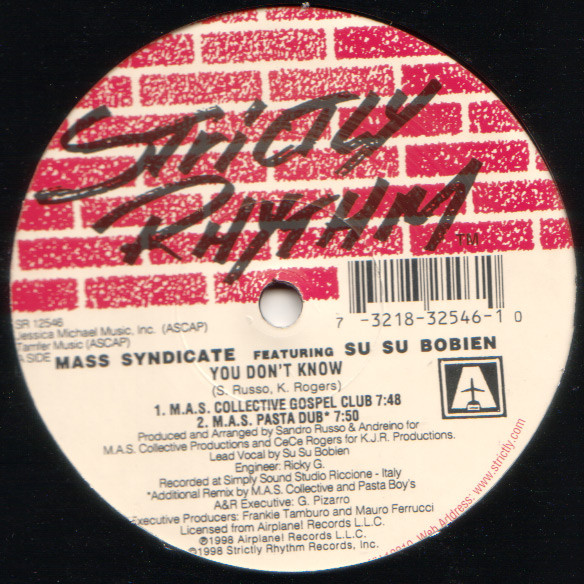 STRICTLY
RHYTHM
TM
7 -3218-32546-1 0
SR 12546
Jessica Michael Music, Inc. (ASCAP)
Tamfer Music (ASCAP)
A SIDE
MASS SYNDICATE FEATURING SU SU BOBIEN
YOU DON'T KNOW
(S. Russo, K. Rogers)
1. M.A.S. COLLECTIVE GOSPEL CLUB 7:48
2. M.A.S. PASTA DUB* 7:50
Produced and Arranged by Sandro Russo & Andreino for
M.A.S. Collective Productions and CeCe Rogers for K.J.R. Productions.
Lead Vocal by Su Su Bobien
Engineer: Ricky G.
Recorded at Simply Sound Studio Riccione - Italy
*Additional Remix by M.A.S. Collective and Pasta Boy's
A&R Executive: G. Pizarro
Executive Producers: Frankie Tamburo and Mauro Ferrucci
Licensed from Airplane! Records L.L.C.
℗1998 Airplane! Records L.L.C.
©1998 Strictly Rhythm Records, Inc.
Web Address: www.strictly.com
A